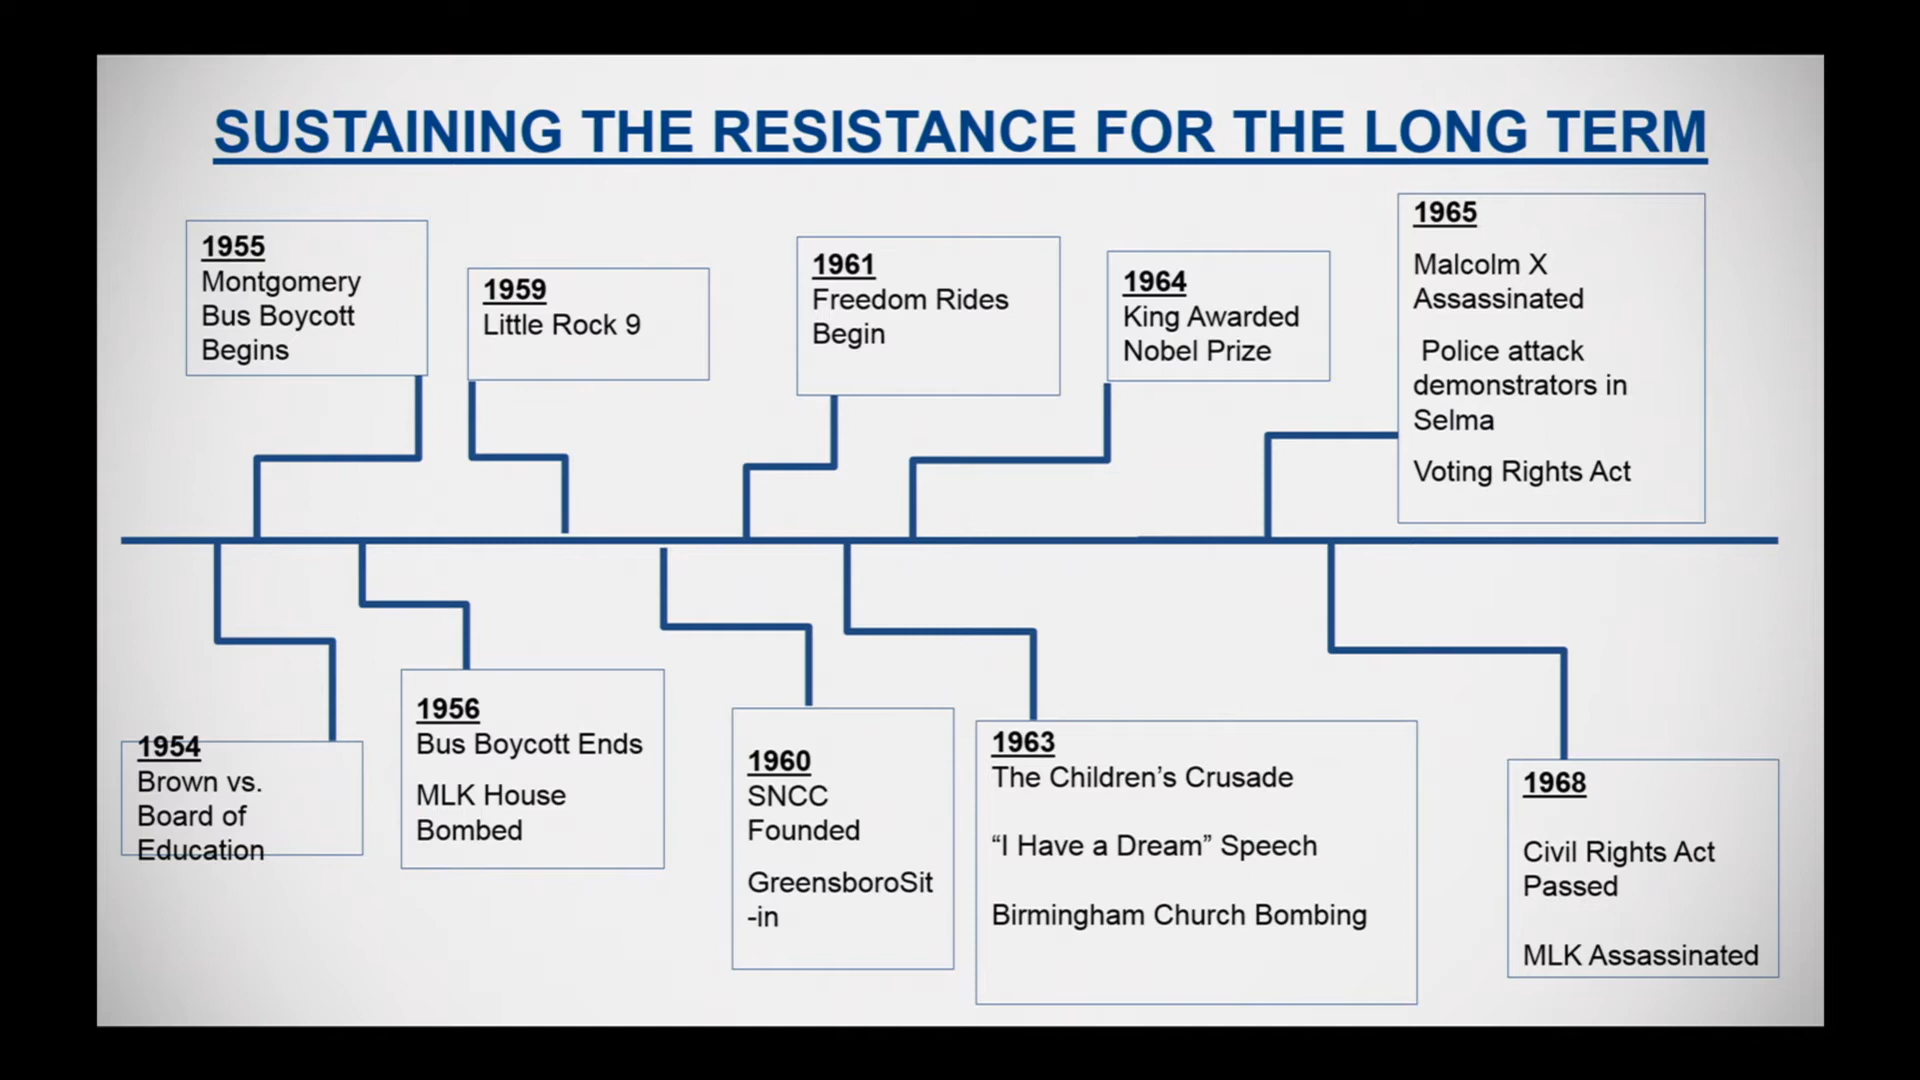 SUSTAINING THE RESISTANCE FOR THE LONG TERM
1955
Montgomery
Bus Boycott
Begins
1959
Little Rock 9
1961
Freedom Rides
Begin
1964
King Awarded
Nobel Prize
1965
Malcolm X
Assassinated
Police attack
demonstrators in
Selma
Voting Rights Act
1954
Brown vs.
Board of
Education
1956
Bus Boycott Ends
MLK House
Bombed
1960
SNCC
Founded
GreensboroSit
-in
1963
The Children’s Crusade
“I Have a Dream” Speech
Birmingham Church Bombing
1968
Civil Rights Act
Passed
MLK Assassinated